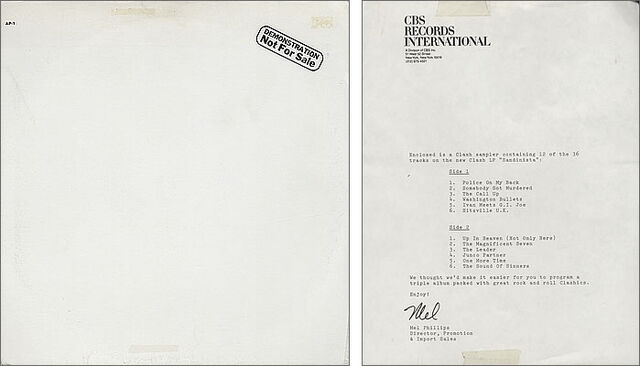 AP-1
DEMONSTRATION
Not For Sale
CBS
RECORDS
INTERNATIONAL
A Division of CBS Inc.
51 West 52 Street
New York, New York 10019
Enclosed is a Clash sampler containing 12 of the 36
tracks on the new Clash LP "Sandinista":
Side 1
1. Police On My Back
2. Somebody Got Murdered
3. The Call Up
4. Washington Bullets
5. Ivan Meets G.I. Joe
6. Hitsville U.K.
Side 2
1. Up In Heaven (Not Only Here)
2. The Magnificent Seven
3. The Leader
4. Junco Partner
5. One More Time
6. The Sound Of Sinners
We thought we'd make it easier for you to program a
triple album packed with great rock and roll Clashics.
Enjoy!
Mel
Mel Phillips
Director, Promotion
& Import Sales